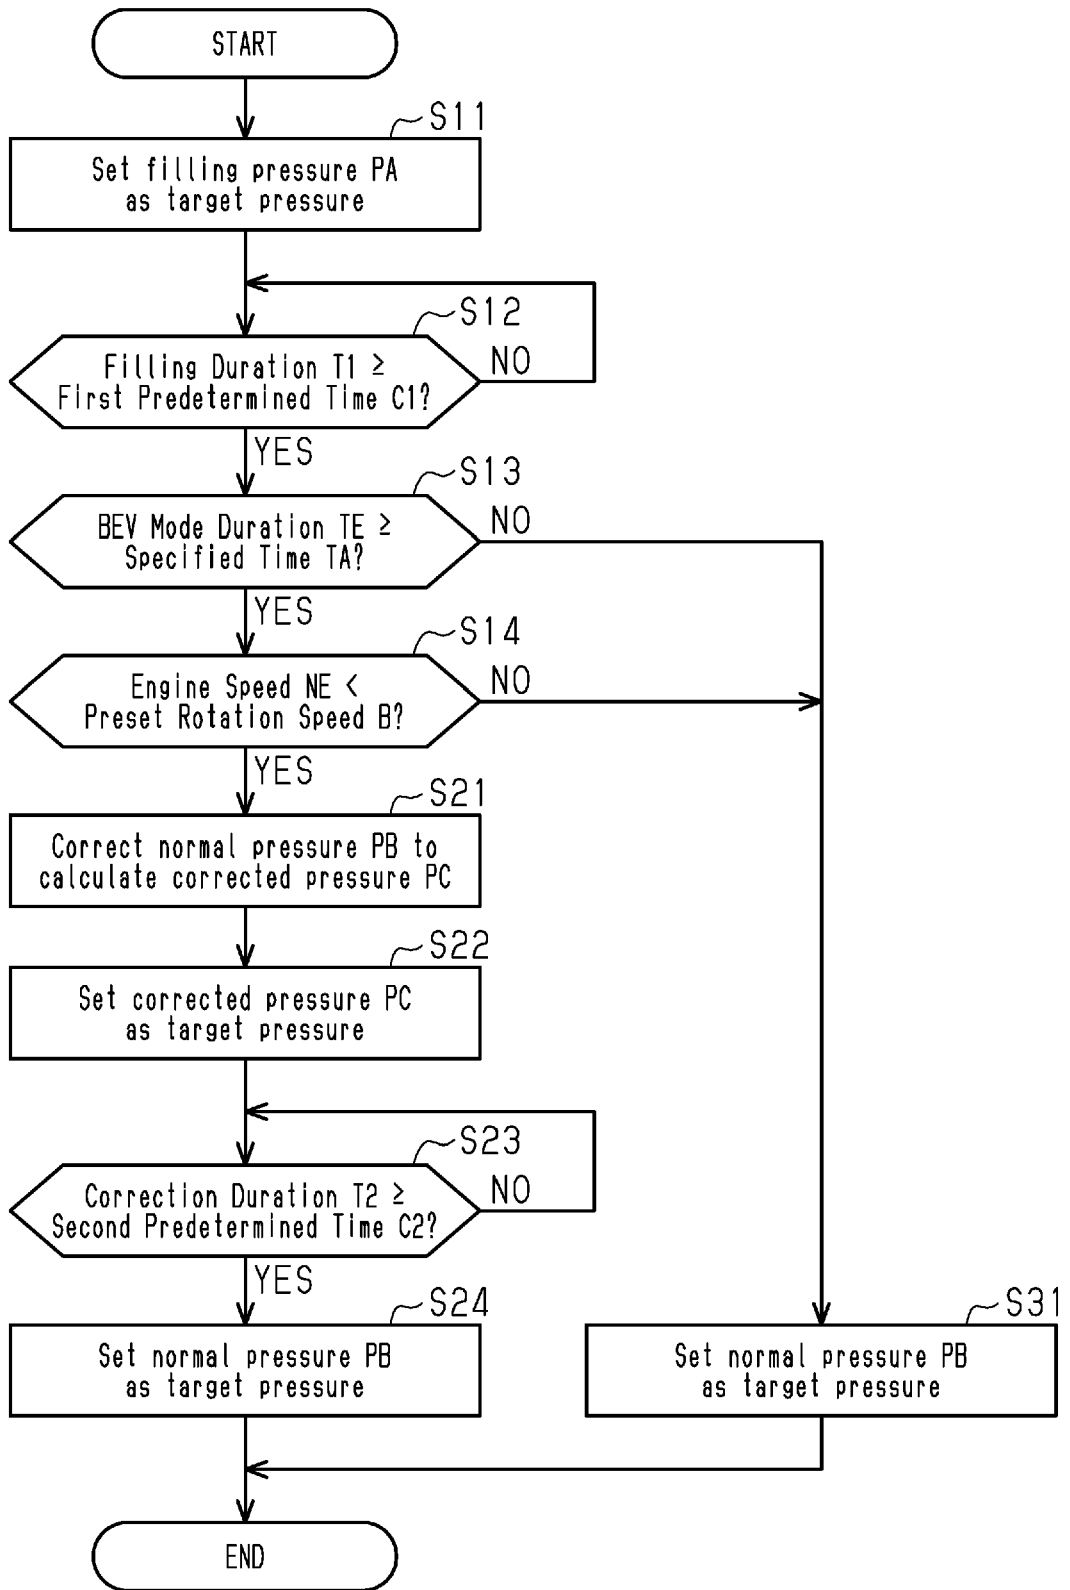 START
S11
Set filling pressure PA
as target pressure
S12
Filling Duration T1 ≥
First Predetermined Time C1?
NO
YES
S13
BEV Mode Duration TE ≥
Specified Time TA?
NO
YES
S14
Engine Speed NE <
Preset Rotation Speed B?
NO
YES
S21
Correct normal pressure PB to
calculate corrected pressure PC
S22
Set corrected pressure PC
as target pressure
S23
Correction Duration T2 ≥
Second Predetermined Time C2?
NO
YES
S24
Set normal pressure PB
as target pressure
S31
Set normal pressure PB
as target pressure
END